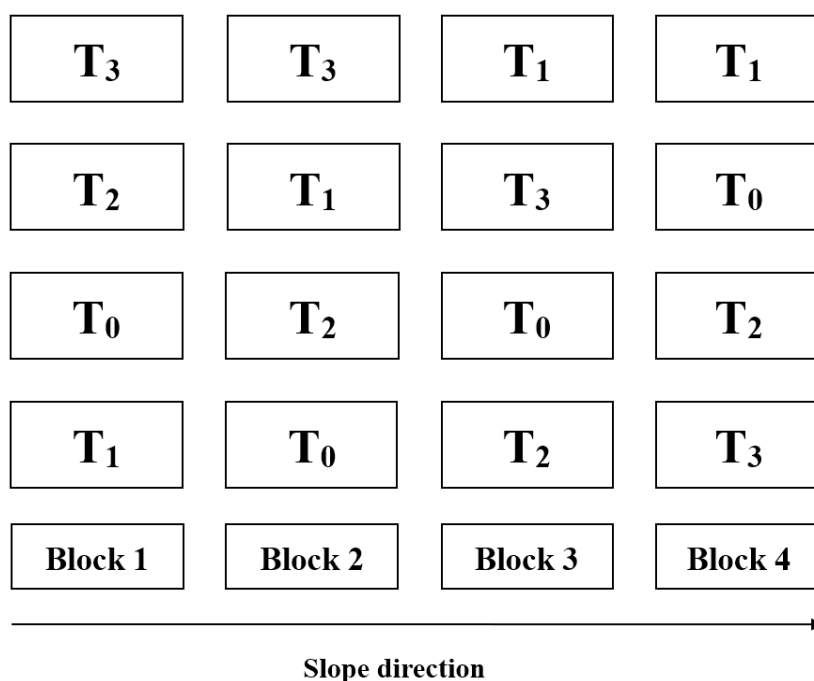 T₃ T₃ T₁ T₁
T₂ T₁ T₃ T₀
T₀ T₂ T₀ T₂
T₁ T₀ T₂ T₃
Block 1 Block 2 Block 3 Block 4
Slope direction